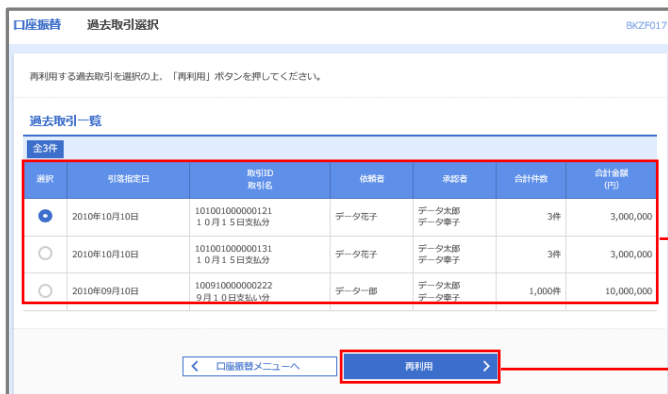 口座振替 過去取引選択 BKZF017
再利用する過去取引を選択の上、「再利用」ボタンを押してください。
過去取引一覧
全3件
選択 引落指定日 取引ID 取引名 依頼者 承認者 合計件数 合計金額 (円)
2010年10月10日 101001000000121 １０月１５日支払分 データ花子 データ太郎 データ幸子 3件 3,000,000
2010年10月10日 101001000000131 １０月１５日支払分 データ花子 データ太郎 データ幸子 3件 3,000,000
2010年09月10日 100910000000222 ９月１０日支払い分 データ一郎 データ太郎 データ幸子 1,000件 10,000,000
口座振替メニューへ 再利用